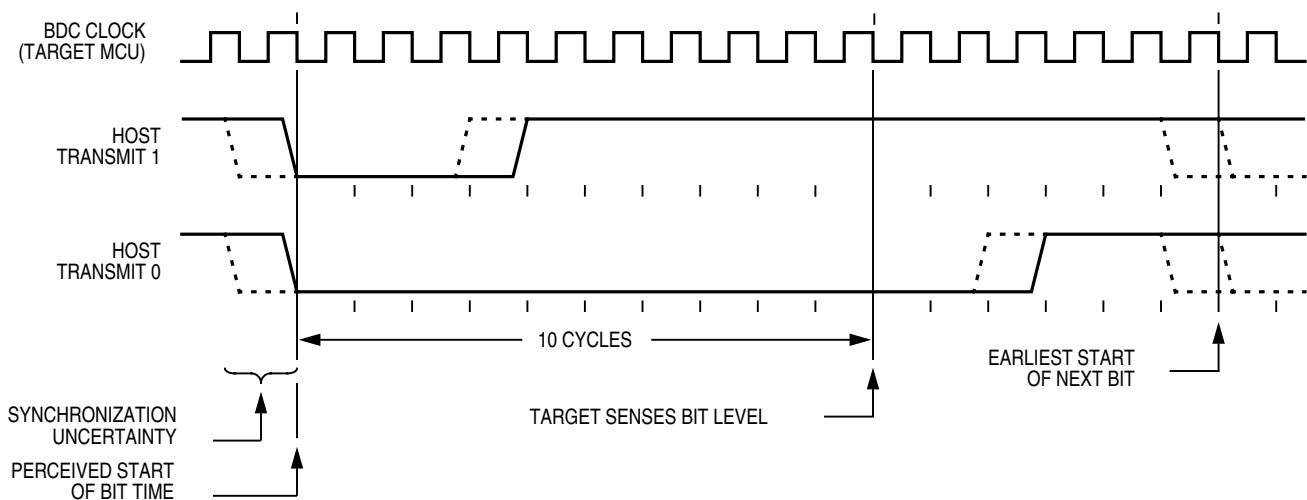 BDC CLOCK
(TARGET MCU)
HOST
TRANSMIT 1
HOST
TRANSMIT 0
10 CYCLES
EARLIEST START
OF NEXT BIT
TARGET SENSES BIT LEVEL
SYNCHRONIZATION
UNCERTAINTY
PERCEIVED START
OF BIT TIME